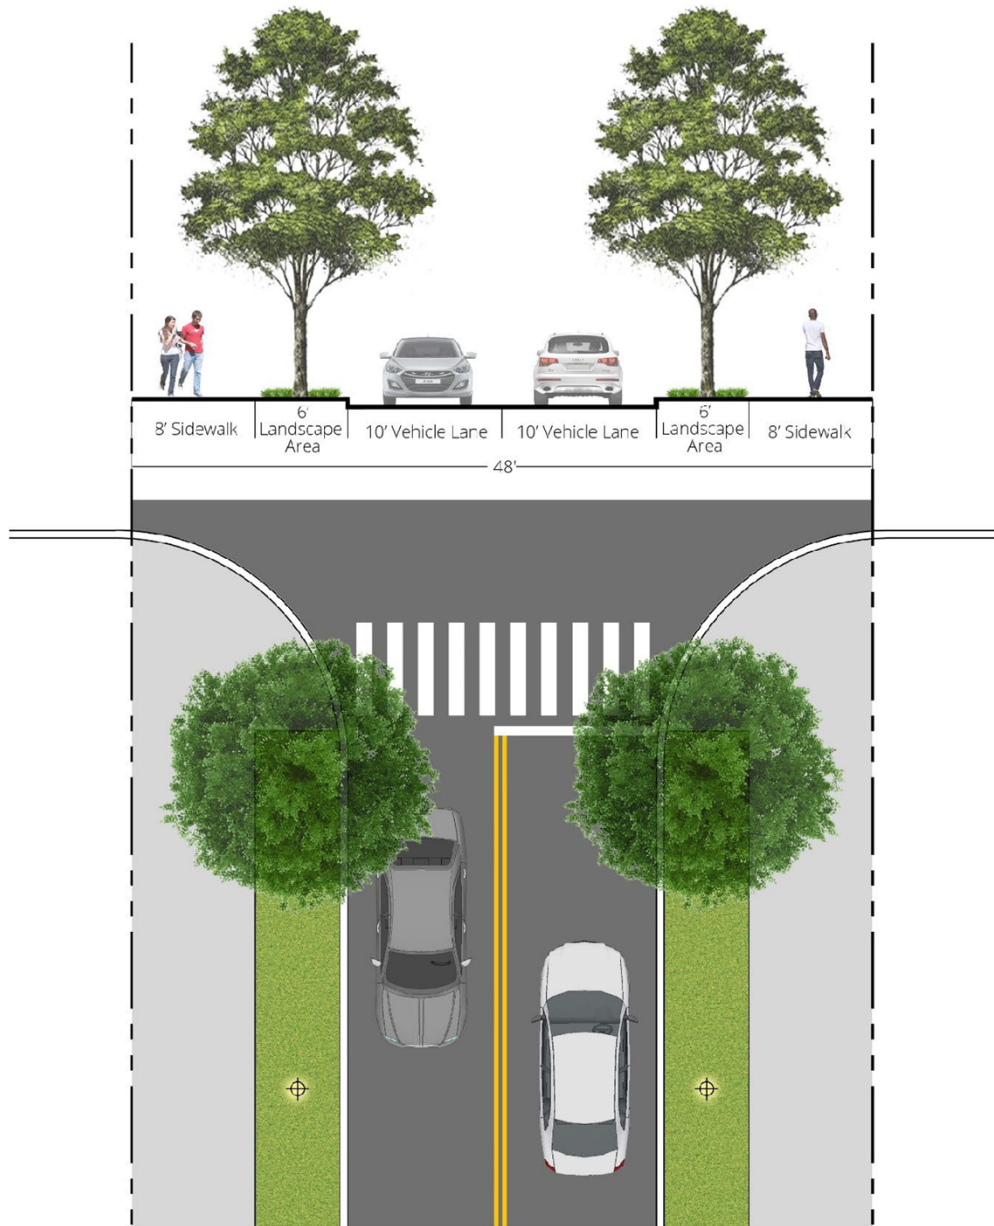 8' Sidewalk
6'
Landscape
Area
10' Vehicle Lane
10' Vehicle Lane
6'
Landscape
Area
8' Sidewalk
48'